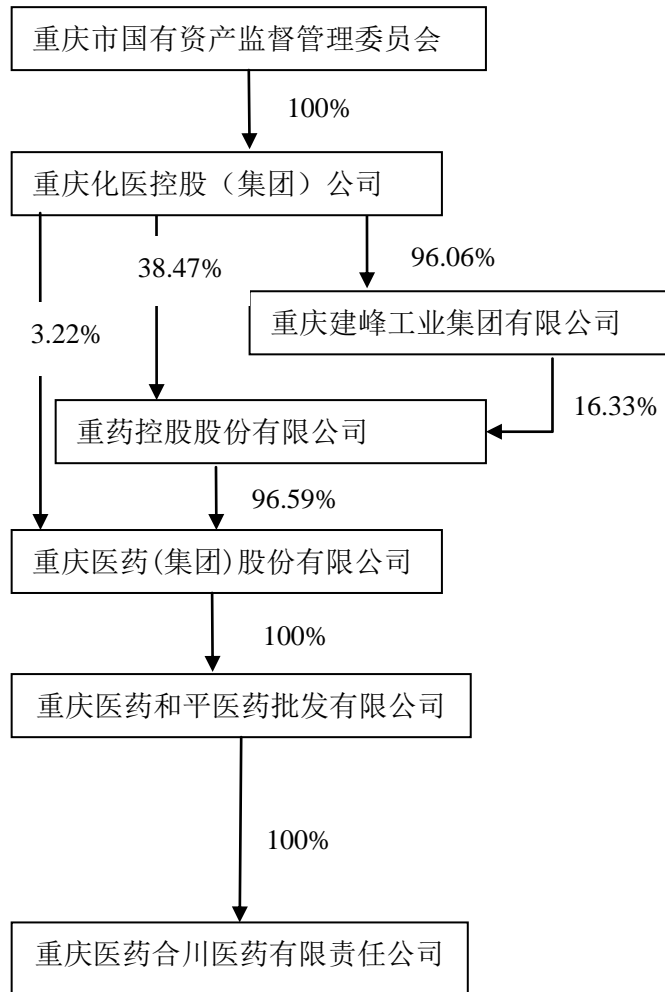 重庆市国有资产监督管理委员会
100%
重庆化医控股（集团）公司
38.47%
96.06%
3.22%
重庆建峰工业集团有限公司
16.33%
重药控股股份有限公司
96.59%
重庆医药(集团)股份有限公司
100%
重庆医药和平医药批发有限公司
100%
重庆医药合川医药有限责任公司